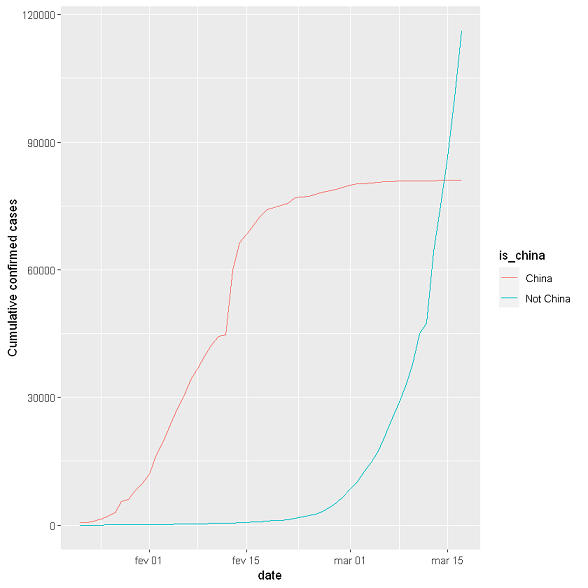 120000
90000
60000
30000
0
Cumulative confirmed cases
fev 01
fev 15
mar 01
mar 15
date
is_china
China
Not China